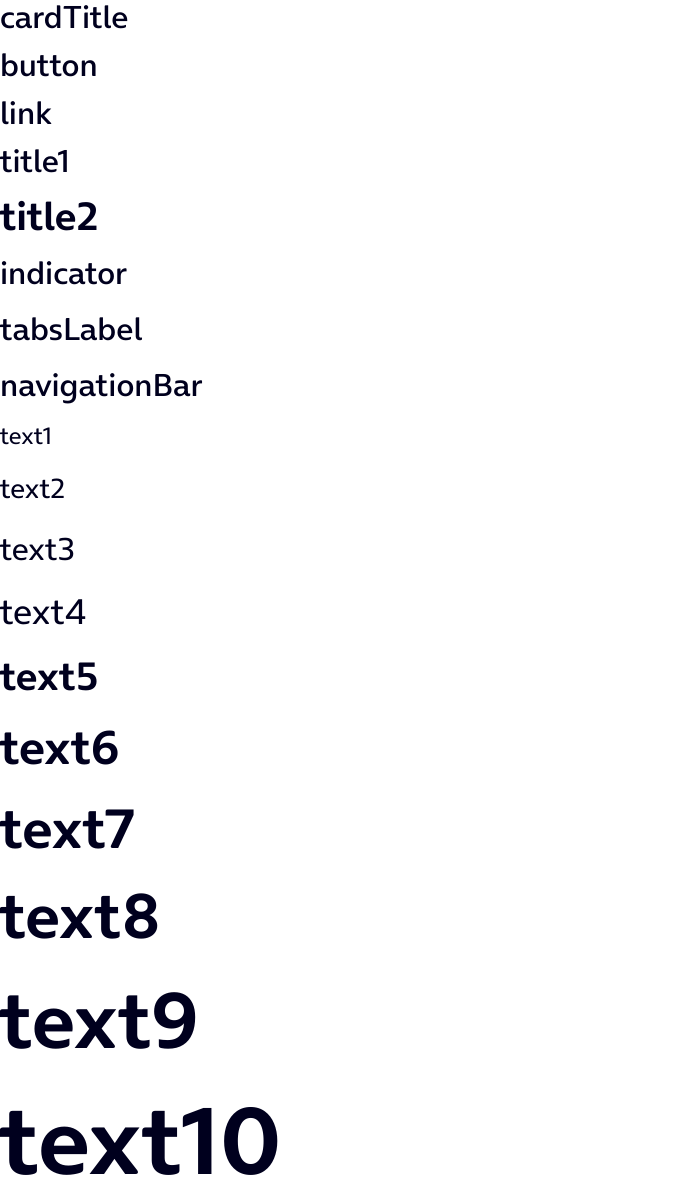 cardTitle
button
link
title1
title2
indicator
tabsLabel
navigationBar
text1
text2
text3
text4
text5
text6
text7
text8
text9
text10